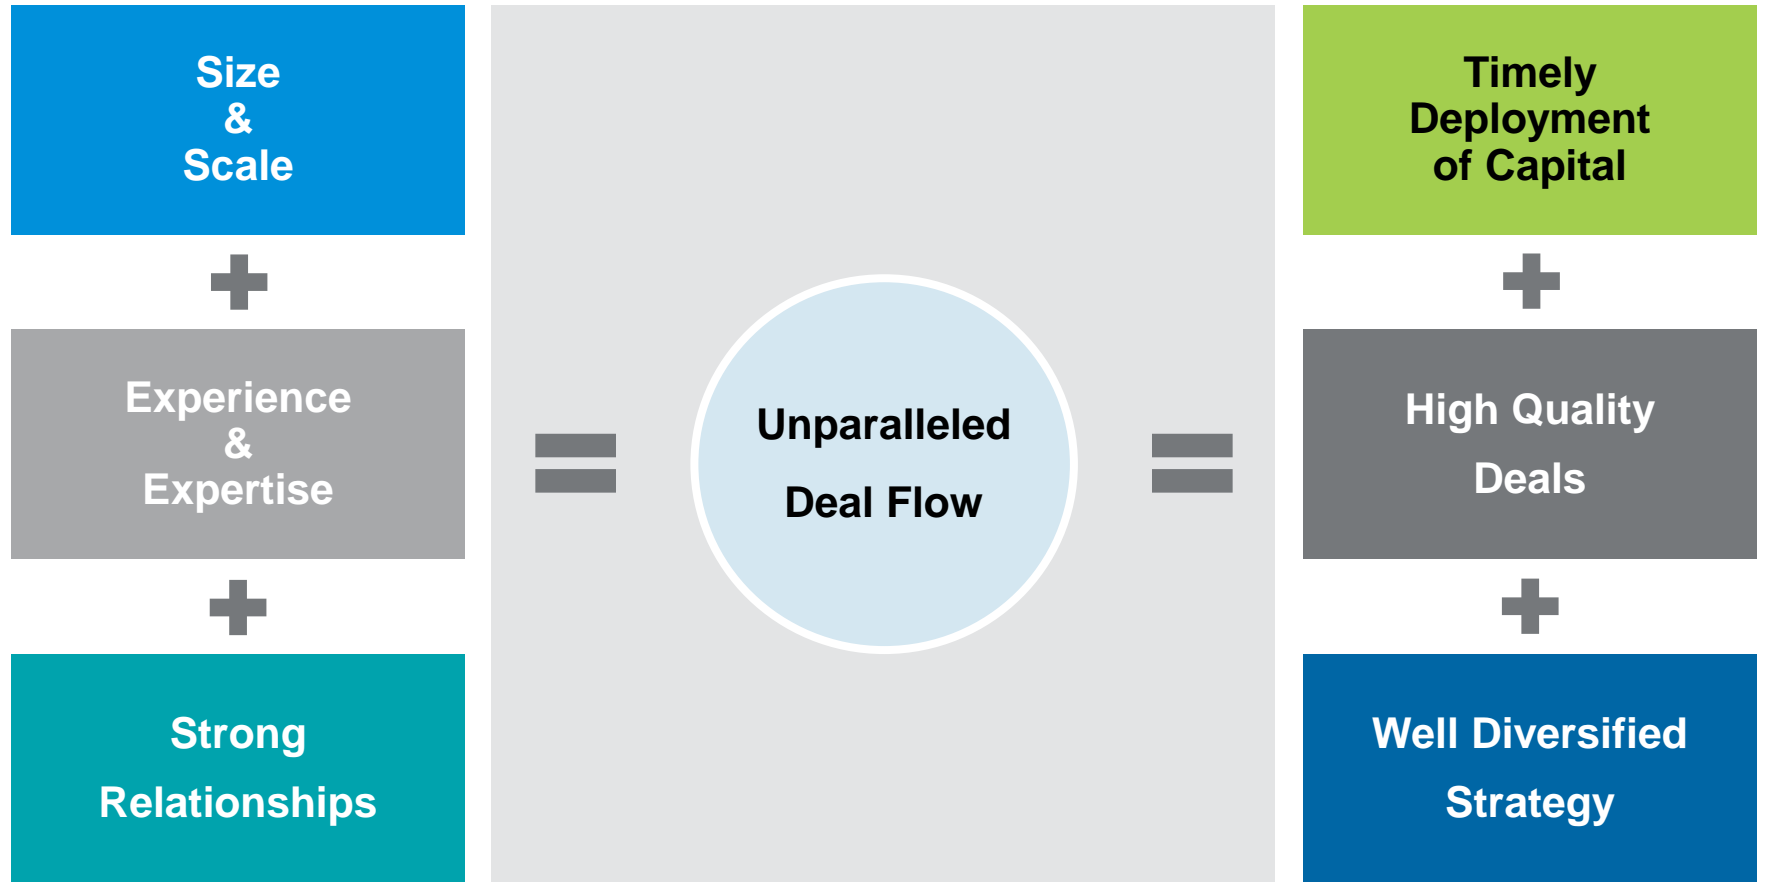 Size
&
Scale
Experience
&
Expertise
Strong
Relationships
Unparalleled
Deal Flow
Timely
Deployment
of Capital
High Quality
Deals
Well Diversified
Strategy